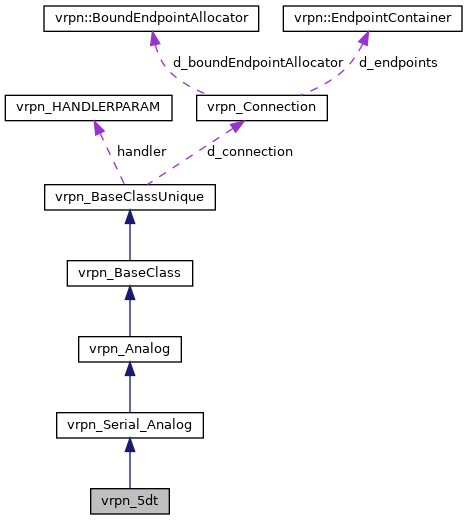 vrpn::BoundEndpointAllocator
vrpn::EndpointContainer
d_boundEndpointAllocator
d_endpoints
vrpn_HANDLERPARAM
vrpn_Connection
handler
d_connection
vrpn_BaseClassUnique
vrpn_BaseClass
vrpn_Analog
vrpn_Serial_Analog
vrpn_5dt